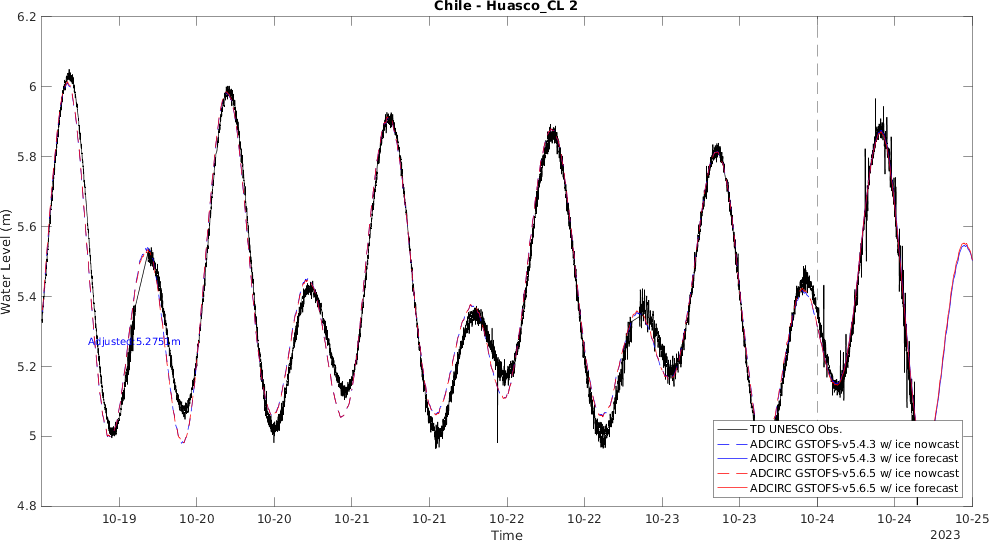 Chile - Huasco_CL 2
6.2
6
5.8
5.6
5.4
5.2
5
4.8
Water Level (m)
Adjusted:5.2751m
TD UNESCO Obs.
ADCIRC GSTOFS-v5.4.3 w/ ice nowcast
ADCIRC GSTOFS-v5.4.3 w/ ice forecast
ADCIRC GSTOFS-v5.6.5 w/ ice nowcast
ADCIRC GSTOFS-v5.6.5 w/ ice forecast
10-19 10-20 10-20 10-21 10-21 10-22 10-22 10-23 10-23 10-24 10-24 10-25
Time
2023